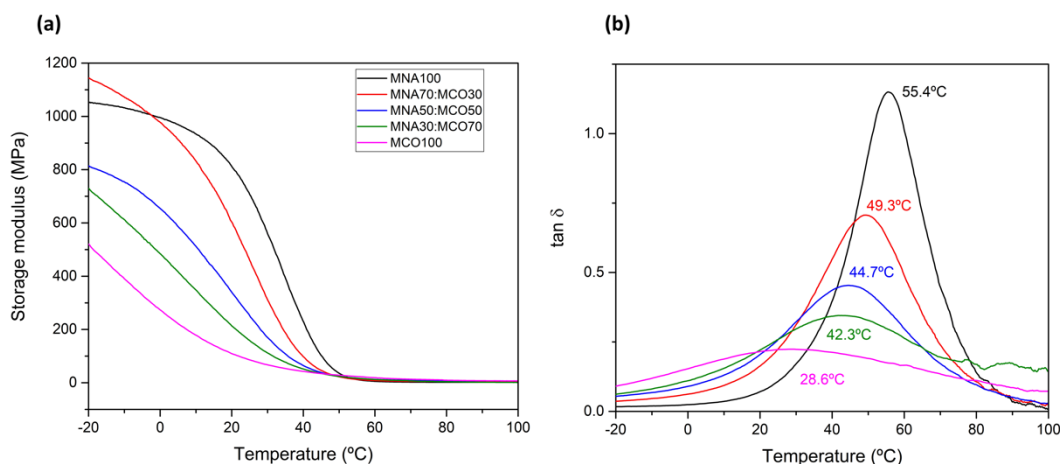 (a)
(b)
1200
1000
800
600
400
200
0
Storage modulus (MPa)
-20
0
20
40
60
80
100
Temperature (ºC)
MNA100
MNA70:MCO30
MNA50:MCO50
MNA30:MCO70
MCO100
1.0
0.5
0.0
tan δ
-20
0
20
40
60
80
100
Temperature (ºC)
55.4ºC
49.3ºC
44.7ºC
42.3ºC
28.6ºC